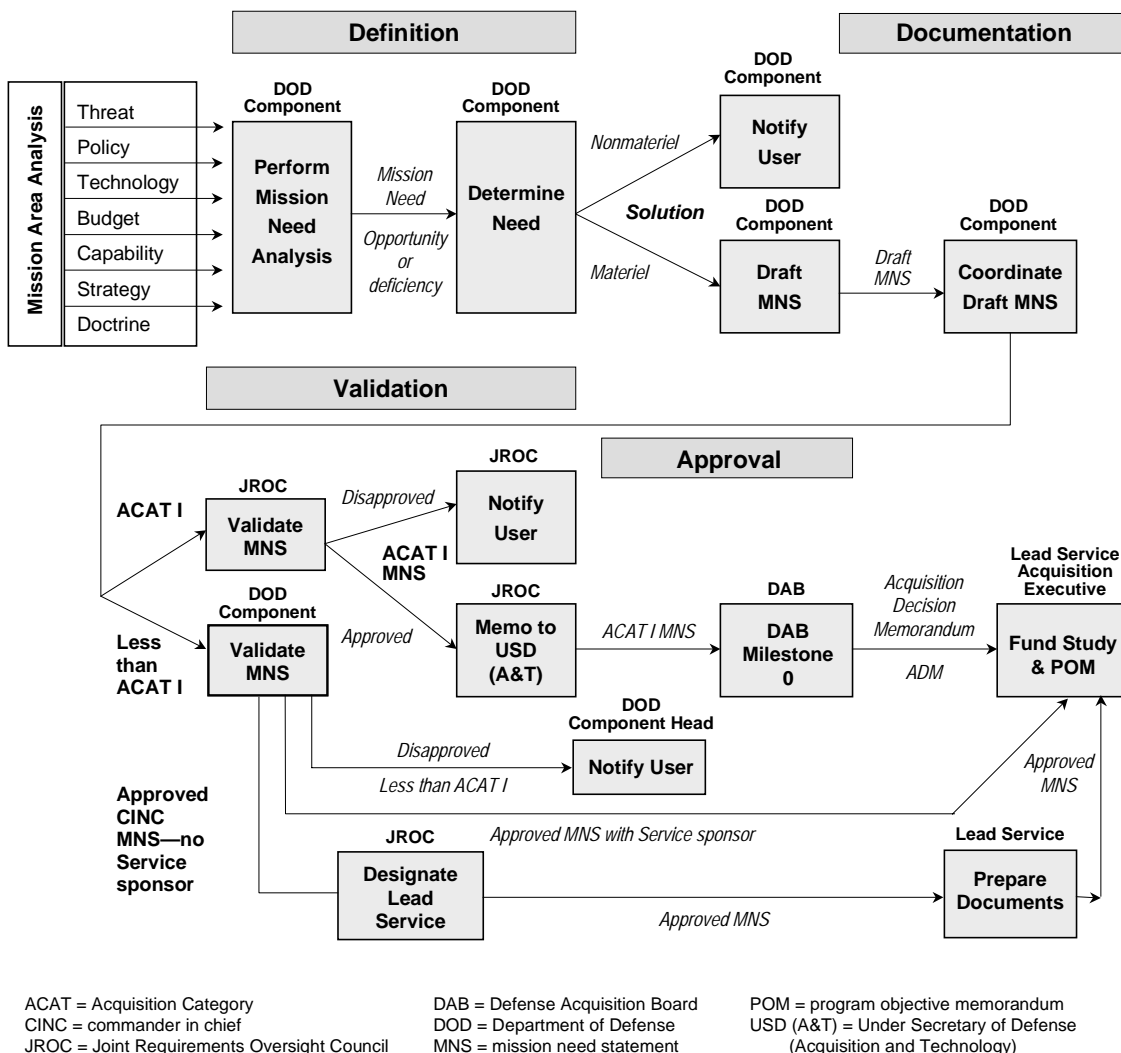 Definition
Documentation
Mission Area Analysis
Threat
Policy
Technology
Budget
Capability
Strategy
Doctrine
DOD
Component
Perform
Mission
Need
Analysis
Mission
Need
Opportunity
or
deficiency
DOD
Component
Determine
Need
Nonmateriel
Solution
Materiel
DOD
Component
Notify
User
DOD
Component
Draft
MNS
Draft
MNS
DOD
Component
Coordinate
Draft MNS
Validation
Approval
ACAT I
JROC
Validate
MNS
Disapproved
JROC
Notify
User
ACAT I
MNS
Less
than
ACAT I
DOD
Component
Validate
MNS
Approved
JROC
Memo to
USD
(A&T)
ACAT I MNS
DAB
DAB
Milestone
0
Acquisition
Decision
Memorandum
ADM
Lead Service
Acquisition
Executive
Fund Study
& POM
Disapproved
Less than ACAT I
DOD
Component Head
Notify User
Approved
MNS
Approved
CINC
MNS—no
Service
sponsor
Approved MNS with Service sponsor
JROC
Designate
Lead
Service
Approved MNS
Lead Service
Prepare
Documents
ACAT = Acquisition Category
CINC = commander in chief
JROC = Joint Requirements Oversight Council
DAB = Defense Acquisition Board
DOD = Department of Defense
MNS = mission need statement
POM = program objective memorandum
USD (A&T) = Under Secretary of Defense
(Acquisition and Technology)